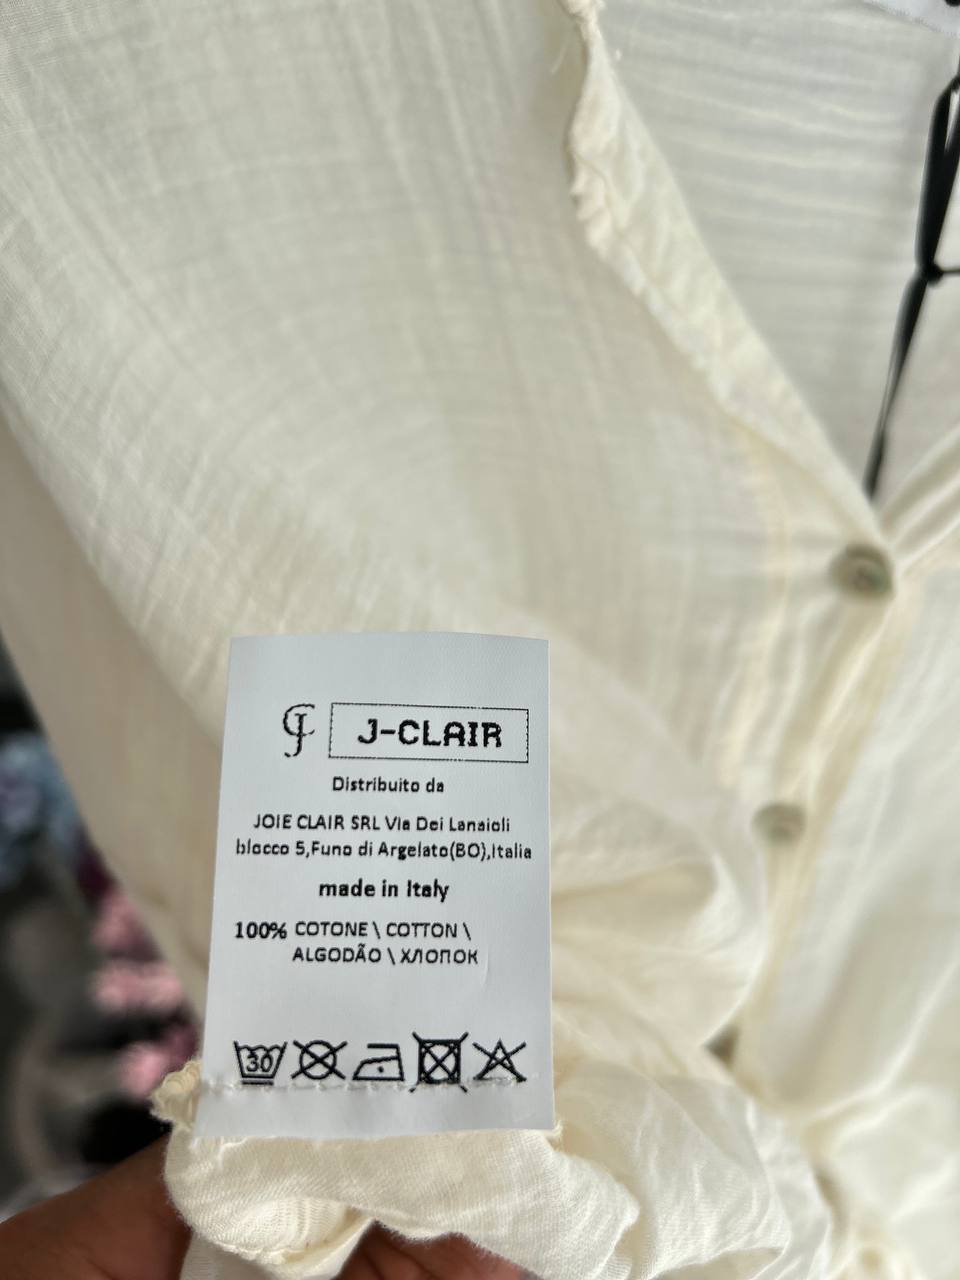 J-CLAIR
Distribuito da
JOIE CLAIR SRL Via Dei Lanaioli
blocco 5,Funo di Argelato(BO),Italia
made in Italy
100% COTONE \ COTTON \
ALGODÃO \ ХЛОПОК
30